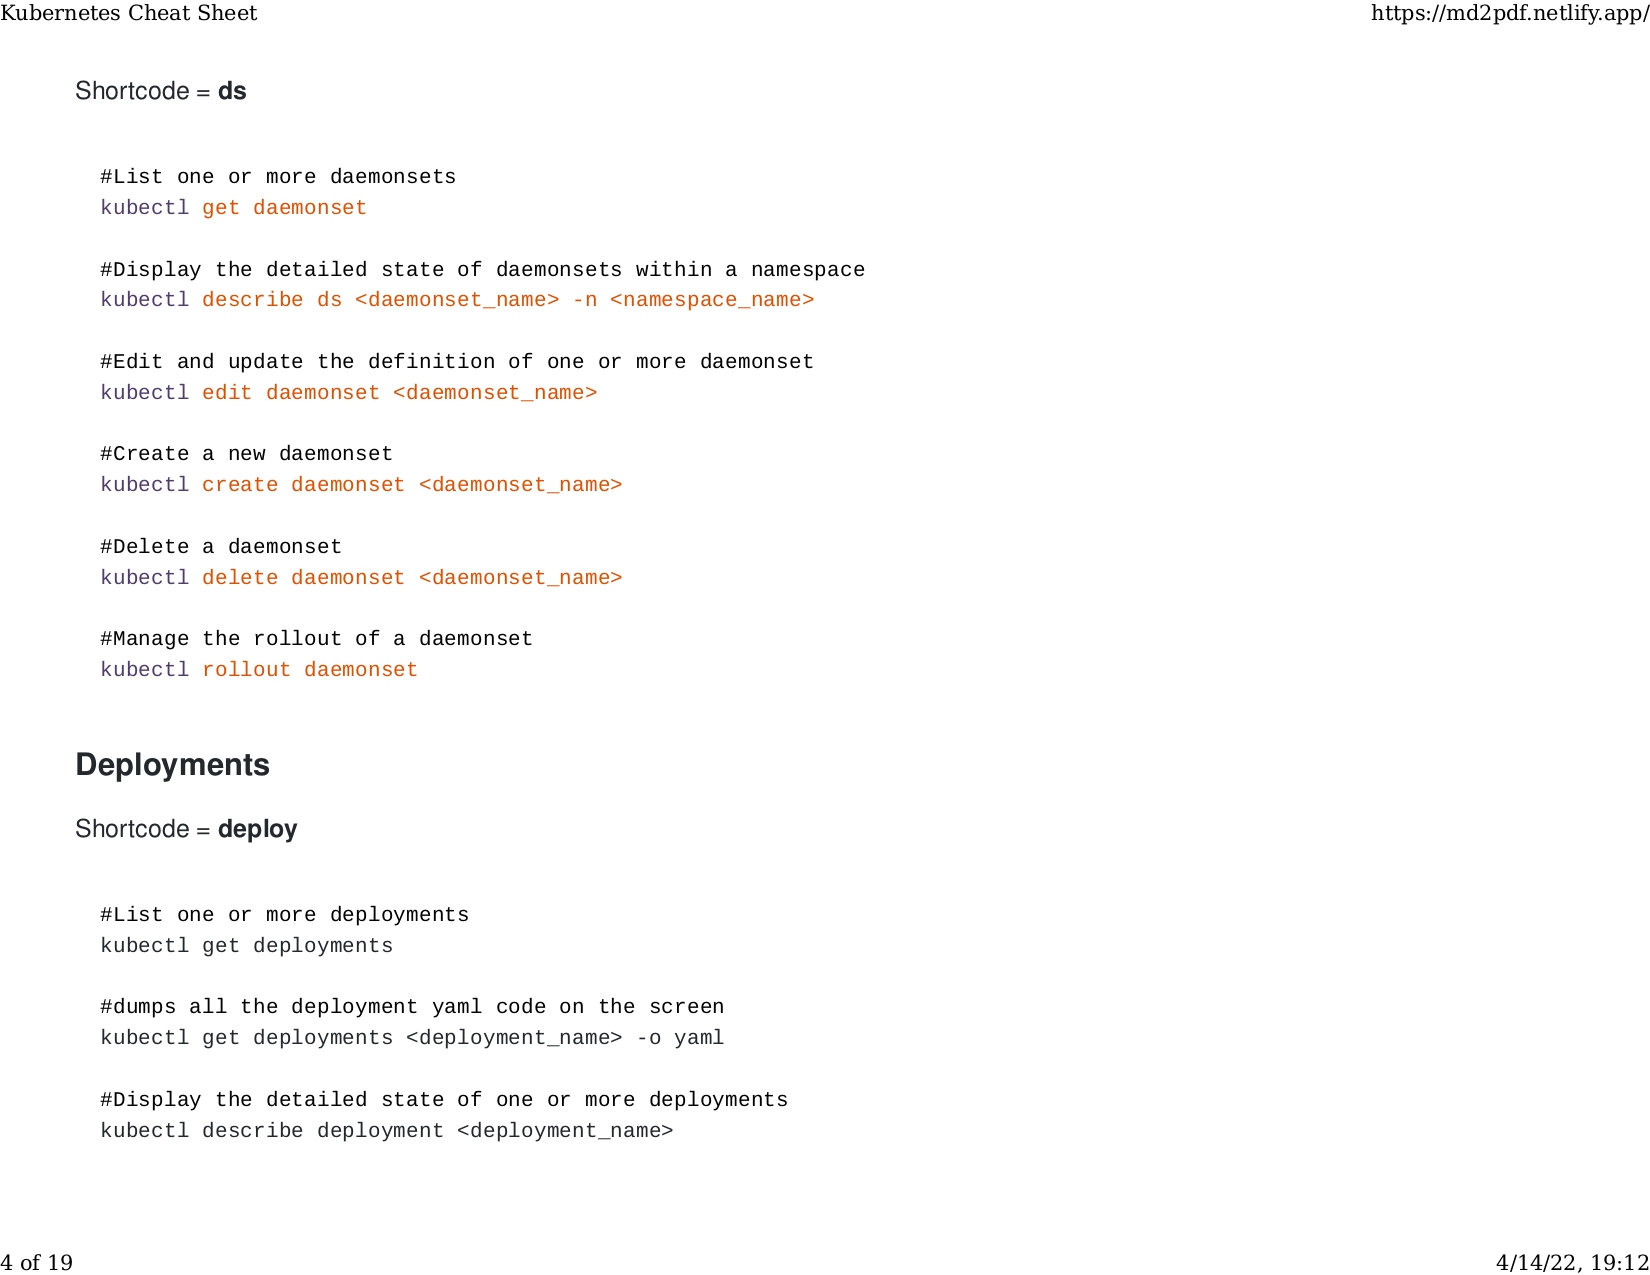 Kubernetes Cheat Sheet https://md2pdf.netlify.app/
Shortcode = ds
#List one or more daemonsets
kubectl get daemonset
#Display the detailed state of daemonsets within a namespace
kubectl describe ds <daemonset_name> -n <namespace_name>
#Edit and update the definition of one or more daemonset
kubectl edit daemonset <daemonset_name>
#Create a new daemonset
kubectl create daemonset <daemonset_name>
#Delete a daemonset
kubectl delete daemonset <daemonset_name>
#Manage the rollout of a daemonset
kubectl rollout daemonset
Deployments
Shortcode = deploy
#List one or more deployments
kubectl get deployments
#dumps all the deployment yaml code on the screen
kubectl get deployments <deployment_name> -o yaml
#Display the detailed state of one or more deployments
kubectl describe deployment <deployment_name>
4 of 19 4/14/22, 19:12